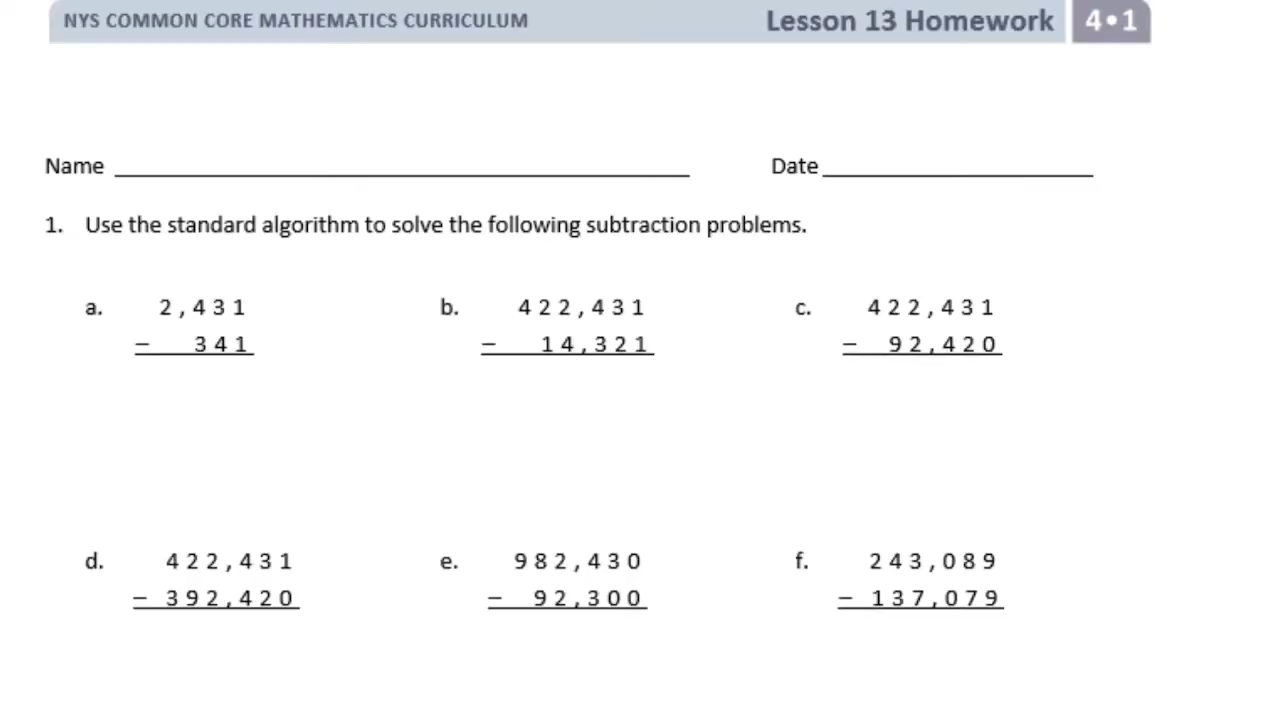 NYS COMMON CORE MATHEMATICS CURRICULUM Lesson 13 Homework 4•1
Name ____________ Date ____________
1. Use the standard algorithm to solve the following subtraction problems.
a. 2,431 b. 422,431 c. 422,431
− 341 − 14,321 − 92,420
d. 422,431 e. 982,430 f. 243,089
− 392,420 − 92,300 − 137,079